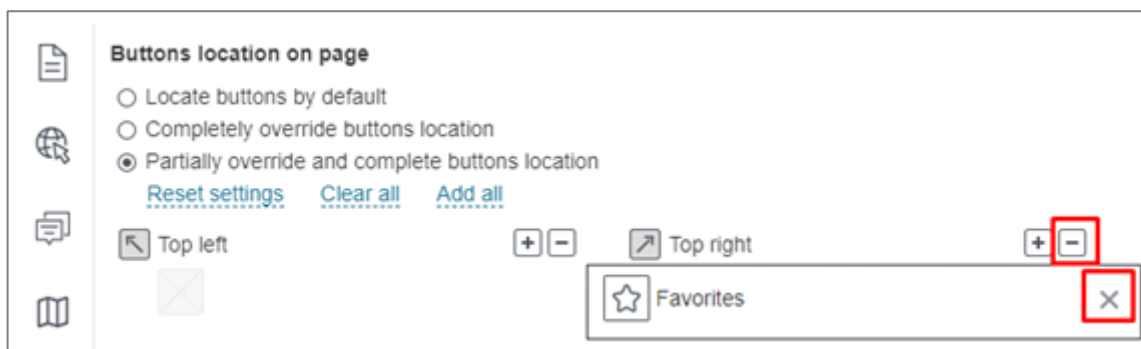 Buttons location on page
Locate buttons by default
Completely override buttons location
Partially override and complete buttons location
Reset settings Clear all Add all
Top left Top right
Favorites